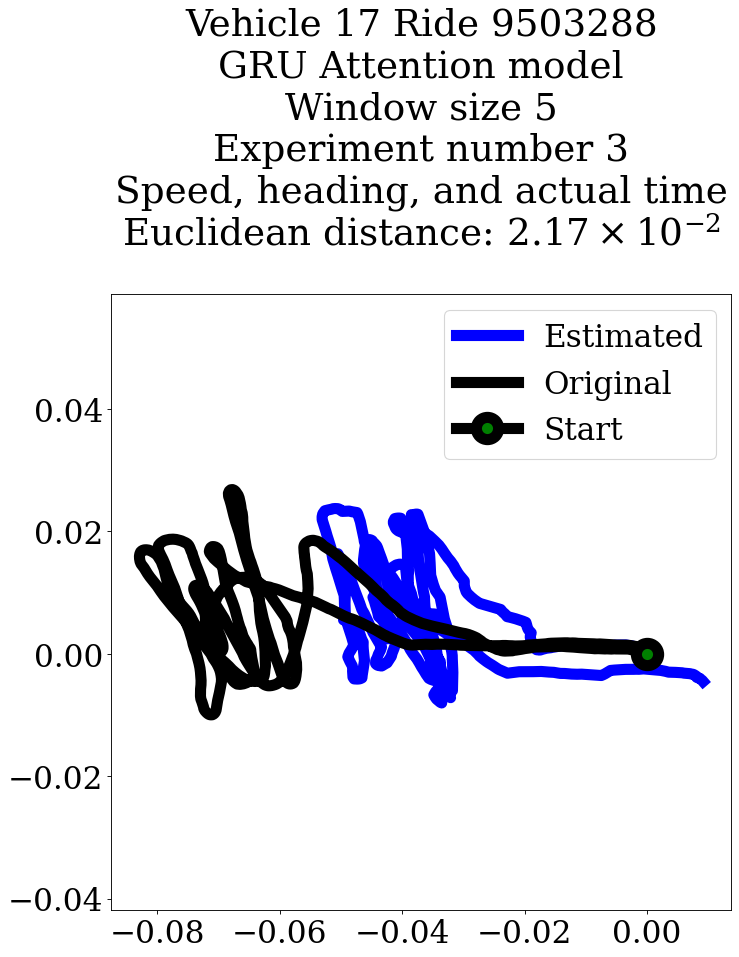 Vehicle 17 Ride 9503288
GRU Attention model
Window size 5
Experiment number 3
Speed, heading, and actual time
Euclidean distance: 2.17 × 10⁻²
Estimated
Original
Start
0.04
0.02
0.00
−0.02
−0.04
−0.08 −0.06 −0.04 −0.02 0.00